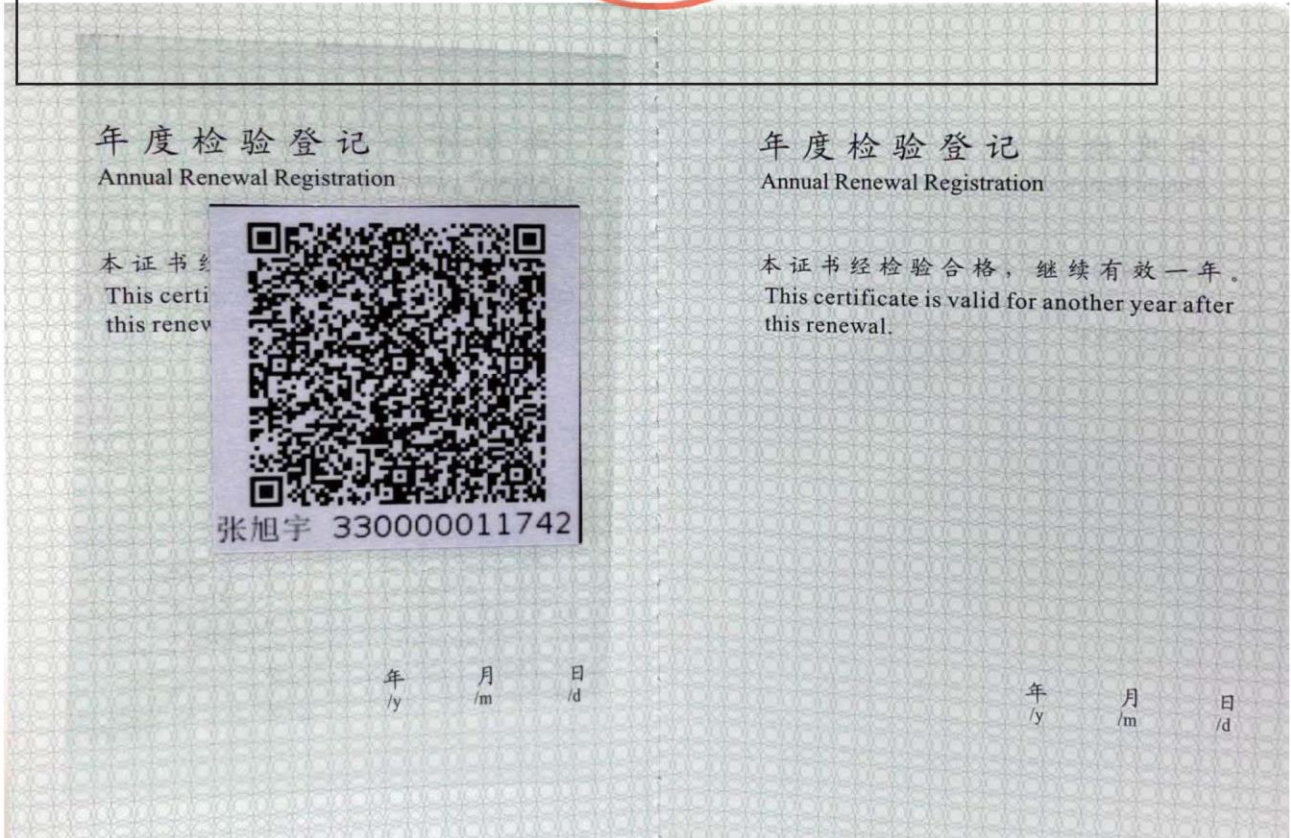 年度检验登记
Annual Renewal Registration
本证书经
This certi
this renew
张旭宇 330000011742
年 月 日
/y /m /d
年度检验登记
Annual Renewal Registration
本证书经检验合格，继续有效一年。
This certificate is valid for another year after
this renewal.
年 月 日
/y /m /d